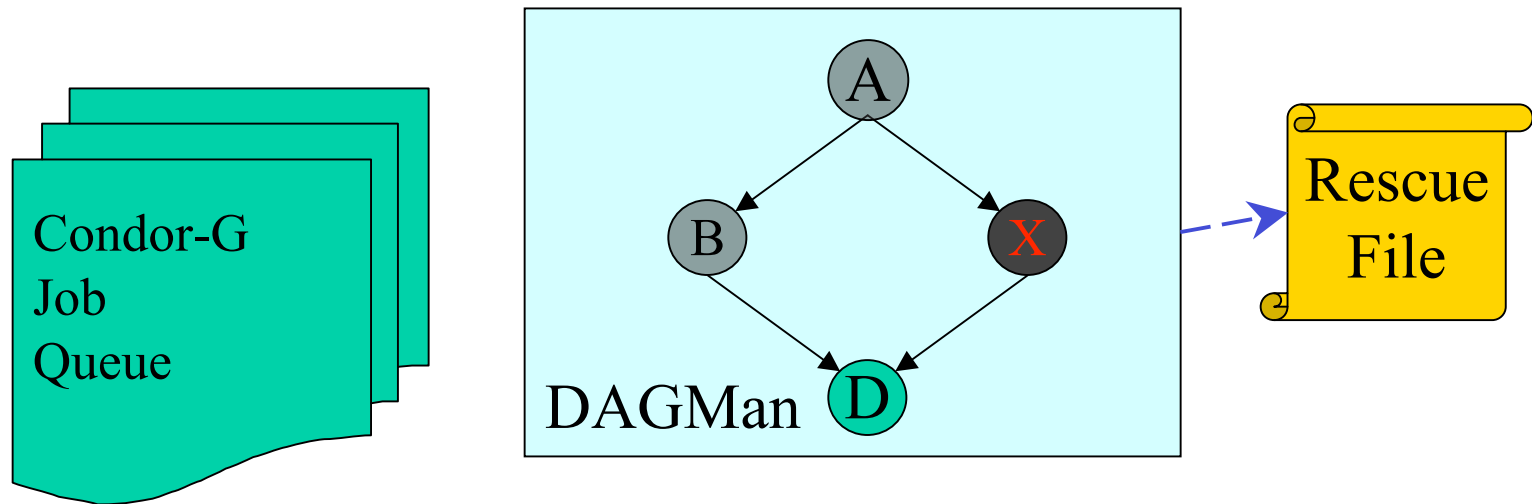 Condor-G
Job
Queue
A
B
X
D
DAGMan
Rescue
File